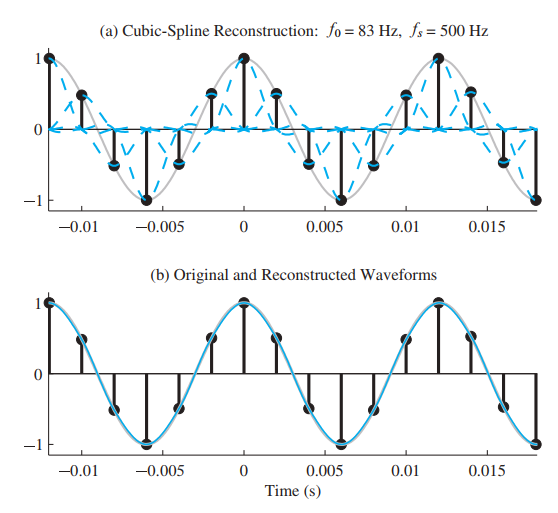 (a) Cubic-Spline Reconstruction: f₀ = 83 Hz, fₛ = 500 Hz
1
0
−1
−0.01 −0.005 0 0.005 0.01 0.015
(b) Original and Reconstructed Waveforms
1
0
−1
−0.01 −0.005 0 0.005 0.01 0.015
Time (s)